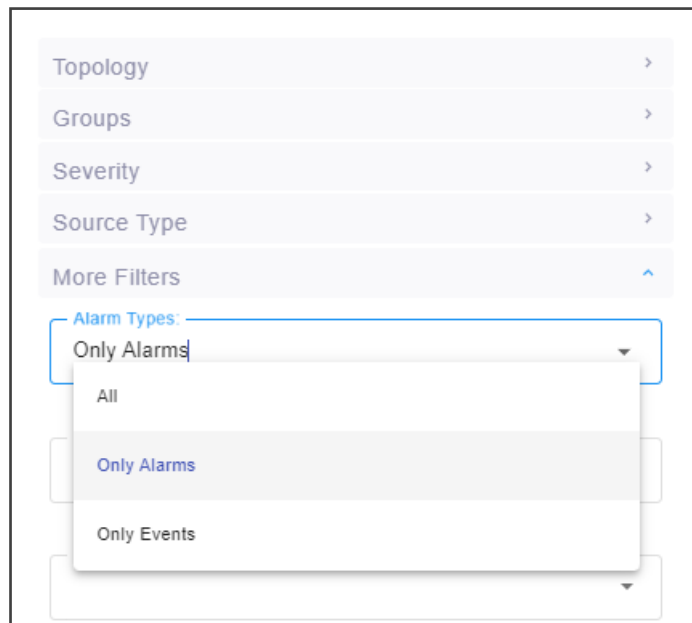 Topology
Groups
Severity
Source Type
More Filters
Alarm Types:
Only Alarms
All
Only Alarms
Only Events